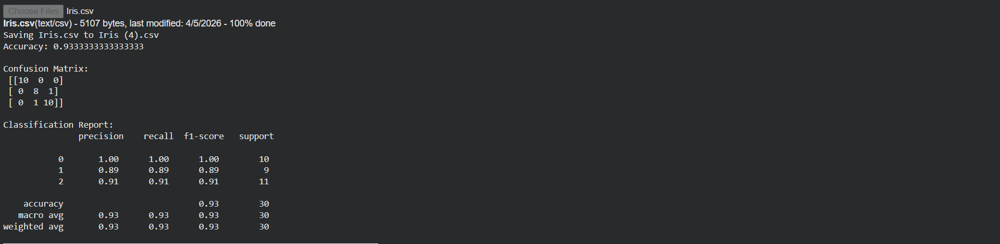 Choose Files Iris.csv
Iris.csv(text/csv) - 5107 bytes, last modified: 4/5/2026 - 100% done
Saving Iris.csv to Iris (4).csv
Accuracy: 0.9333333333333333
Confusion Matrix:
[[10 0 0]
[ 0 8 1]
[ 0 1 10]]
Classification Report:
precision recall f1-score support
0 1.00 1.00 1.00 10
1 0.89 0.89 0.89 9
2 0.91 0.91 0.91 11
accuracy 0.93 30
macro avg 0.93 0.93 0.93 30
weighted avg 0.93 0.93 0.93 30